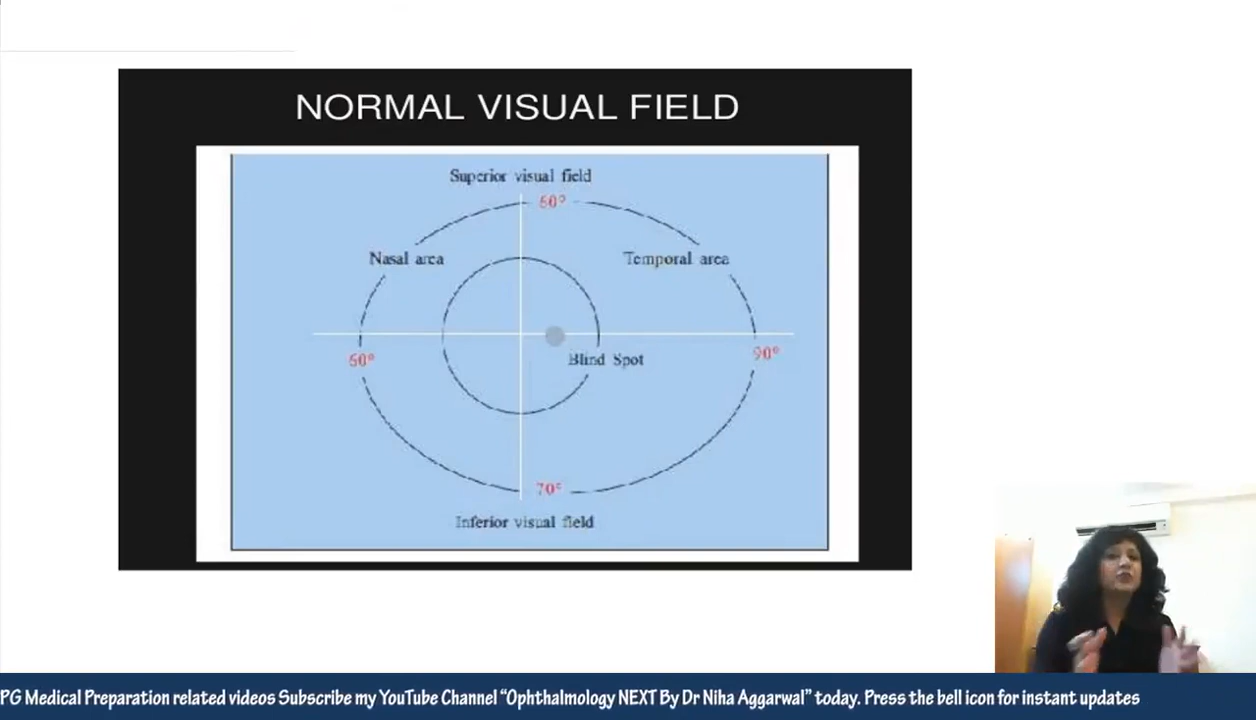 NORMAL VISUAL FIELD
Superior visual field
60°
Nasal area
Temporal area
60°
Blind Spot
90°
70°
Inferior visual field
PG Medical Preparation related videos Subscribe my YouTube Channel “Ophthalmology NEXT By Dr Niha Aggarwal” today. Press the bell icon for instant updates